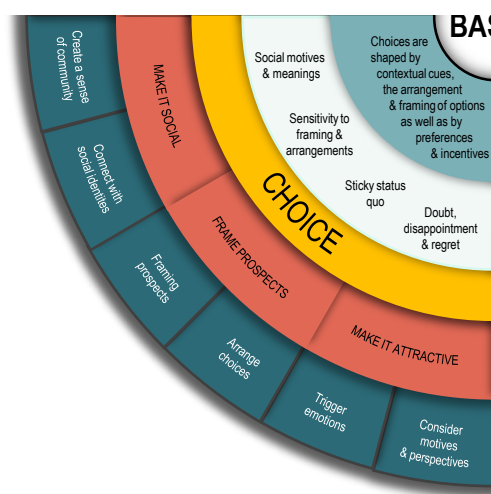 BAS
Choices are
shaped by
contextual cues,
the arrangement
& framing of options
as well as by
preferences
& incentives
Social motives
& meanings
Sensitivity to
framing &
arrangements
Sticky status
quo
Doubt,
disappointment
& regret
CHOICE
MAKE IT SOCIAL
FRAME PROSPECTS
MAKE IT ATTRACTIVE
Create a sense
of community
Connect with
social identites
Framing
prospects
Arrange
choices
Trigger
emotions
Consider
motives
& perspectives